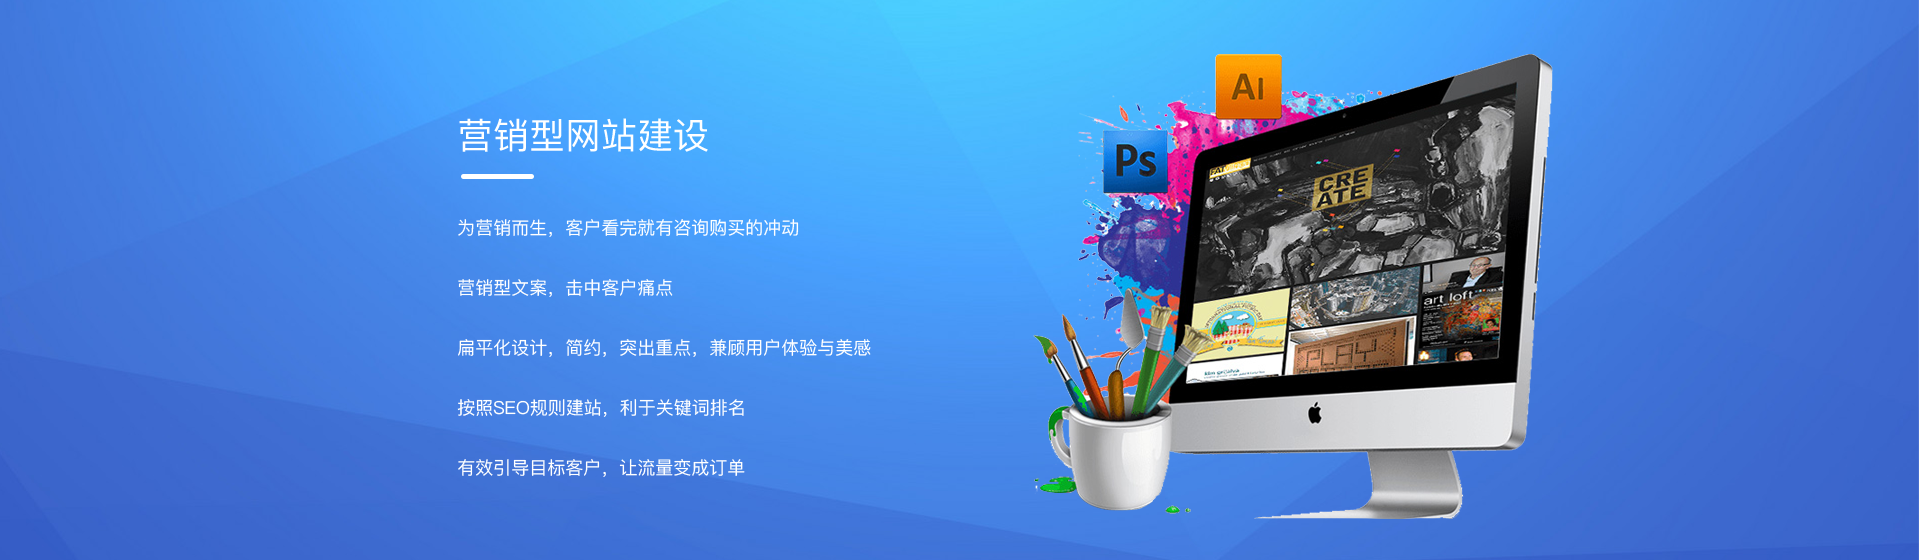 营销型网站建设
为营销而生，客户看完就有咨询购买的冲动
营销型文案，击中客户痛点
扁平化设计，简约，突出重点，兼顾用户体验与美感
按照SEO规则建站，利于关键词排名
有效引导目标客户，让流量变成订单
Ai
Ps
CRE
ATE
art loft